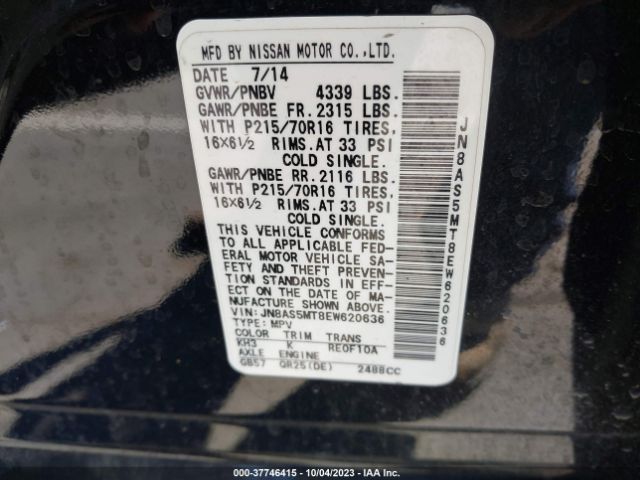 MFD BY NISSAN MOTOR CO.,LTD.
DATE 7/14
GVWR/PNBV 4339 LBS.
GAWR/PNBE FR. 2315 LBS.
WITH P215/70R16 TIRES,
16X6½ RIMS.AT 33 PSI
COLD SINGLE.
GAWR/PNBE RR. 2116 LBS.
WITH P215/70R16 TIRES,
16X6½ RIMS.AT 33 PSI
COLD SINGLE.
THIS VEHICLE CONFORMS
TO ALL APPLICABLE FED-
ERAL MOTOR VEHICLE SA-
FETY AND THEFT PREVEN-
TION STANDARDS IN EFF-
ECT ON THE DATE OF MA-
NUFACTURE SHOWN ABOVE.
VIN: JN8AS5MT8EW620636
TYPE: MPV
COLOR TRIM TRANS
KH3 K RE0F10A
AXLE ENGINE
GB57 QR25(DE) 2488CC
JN8AS5MT8EW620636
000-37746415 - 10/04/2023 - IAA Inc.